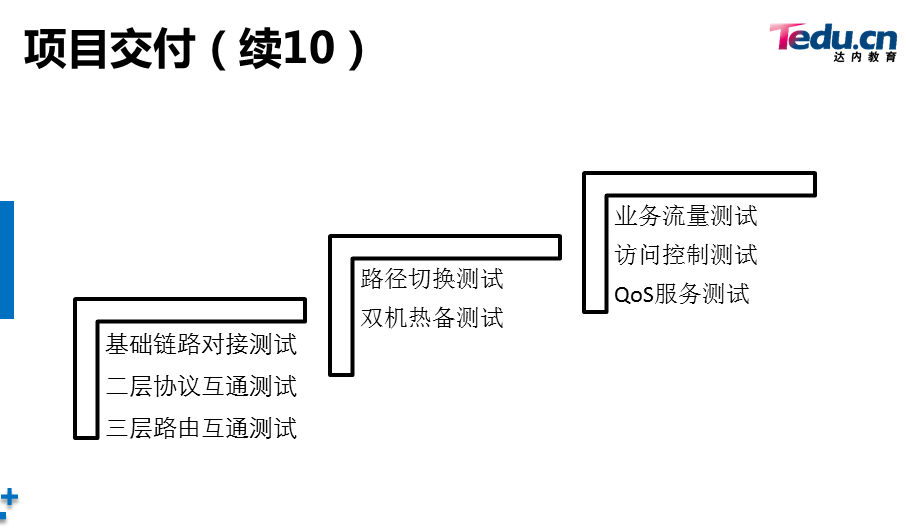 项目交付（续10）
Tedu.cn
达内教育
基础链路对接测试
二层协议互通测试
三层路由互通测试
路径切换测试
双机热备测试
业务流量测试
访问控制测试
QoS服务测试